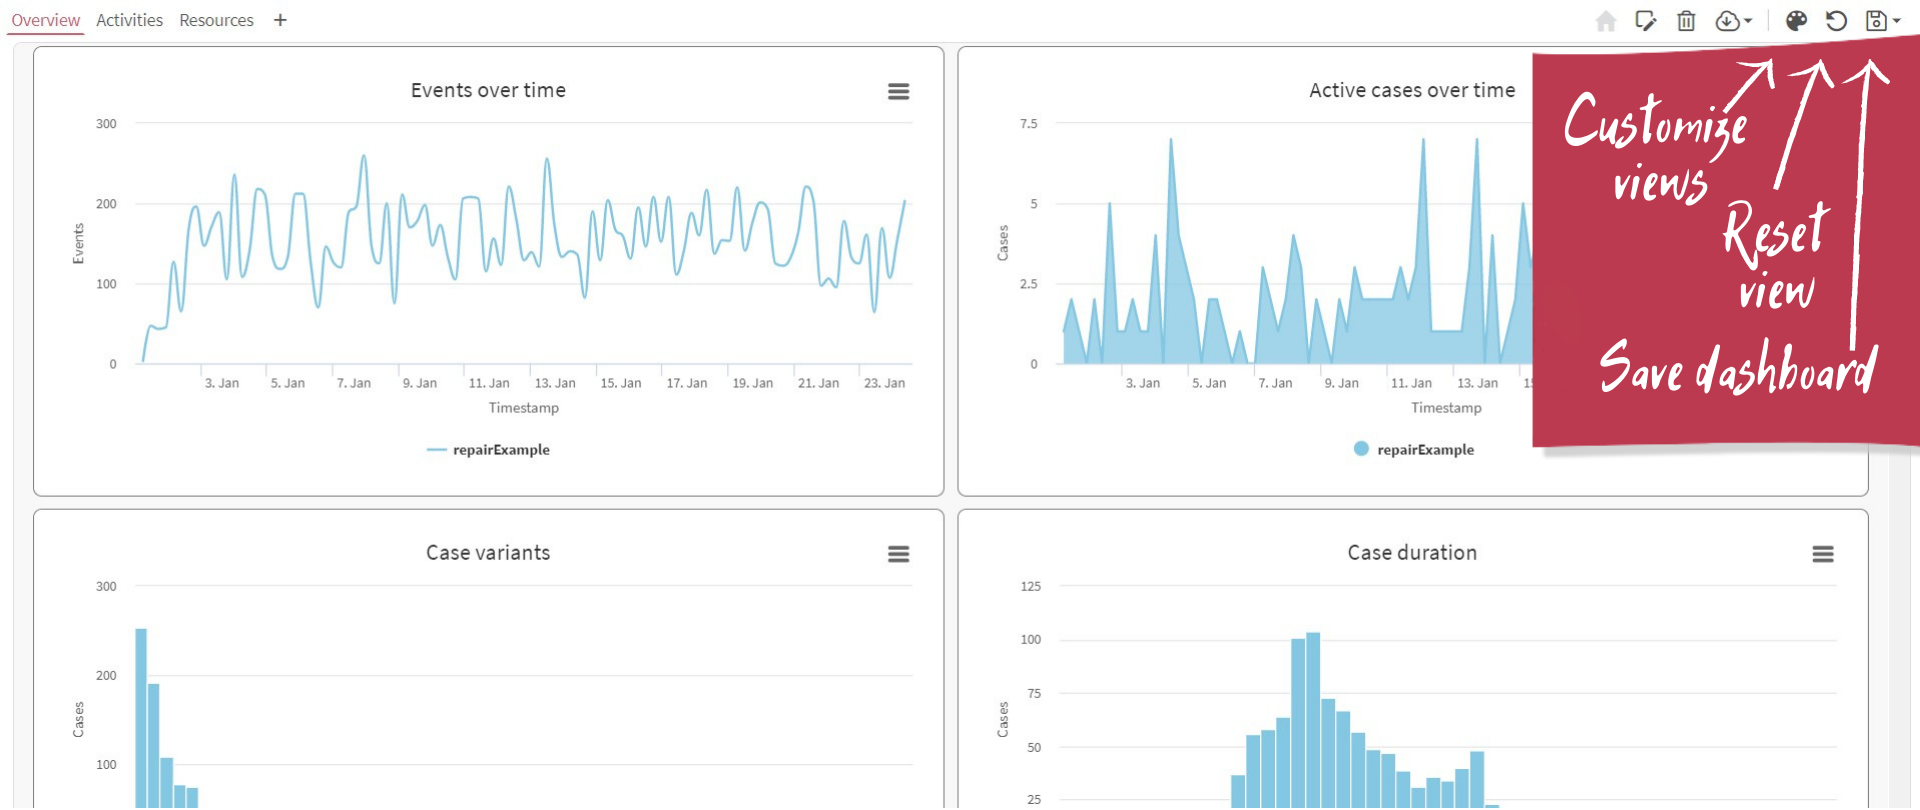 Overview Activities Resources +
Events over time
300
200
100
0
Events
3. Jan 5. Jan 7. Jan 9. Jan 11. Jan 13. Jan 15. Jan 17. Jan 19. Jan 21. Jan 23. Jan
Timestamp
repairExample
Active cases over time
7.5
5
2.5
0
Cases
3. Jan 5. Jan 7. Jan 9. Jan 11. Jan 13. Jan
Timestamp
repairExample
Customize
views
Reset
view
Save dashboard
Case variants
300
200
100
Cases
Case duration
125
100
75
50
25
Cases